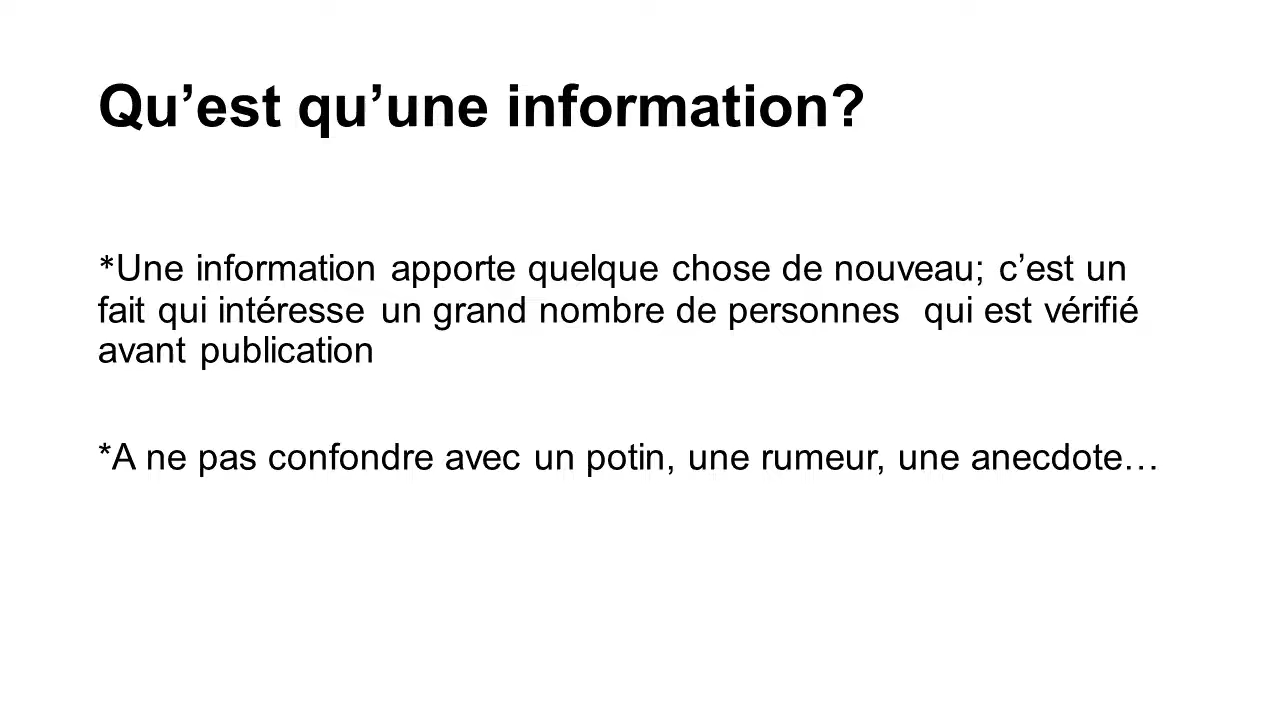 Qu’est qu’une information?
*Une information apporte quelque chose de nouveau; c’est un
fait qui intéresse un grand nombre de personnes  qui est vérifié
avant publication
*A ne pas confondre avec un potin, une rumeur, une anecdote…